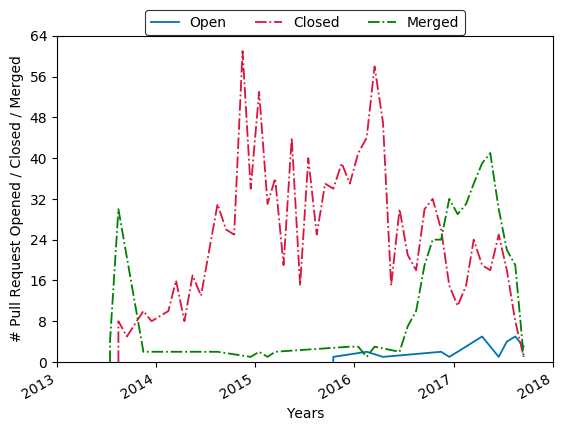 Open Closed Merged
64
56
48
40
32
24
16
8
0
# Pull Request Opened / Closed / Merged
2013 2014 2015 2016 2017 2018
Years